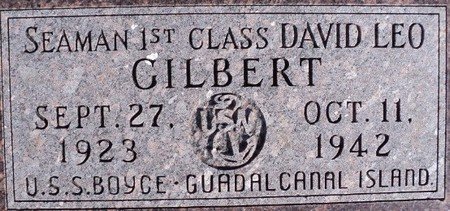 SEAMAN 1ST CLASS DAVID LEO
GILBERT
SEPT. 27, OCT. 11,
1923 1942
U.S.S. BOYCE · GUADALCANAL ISLAND.